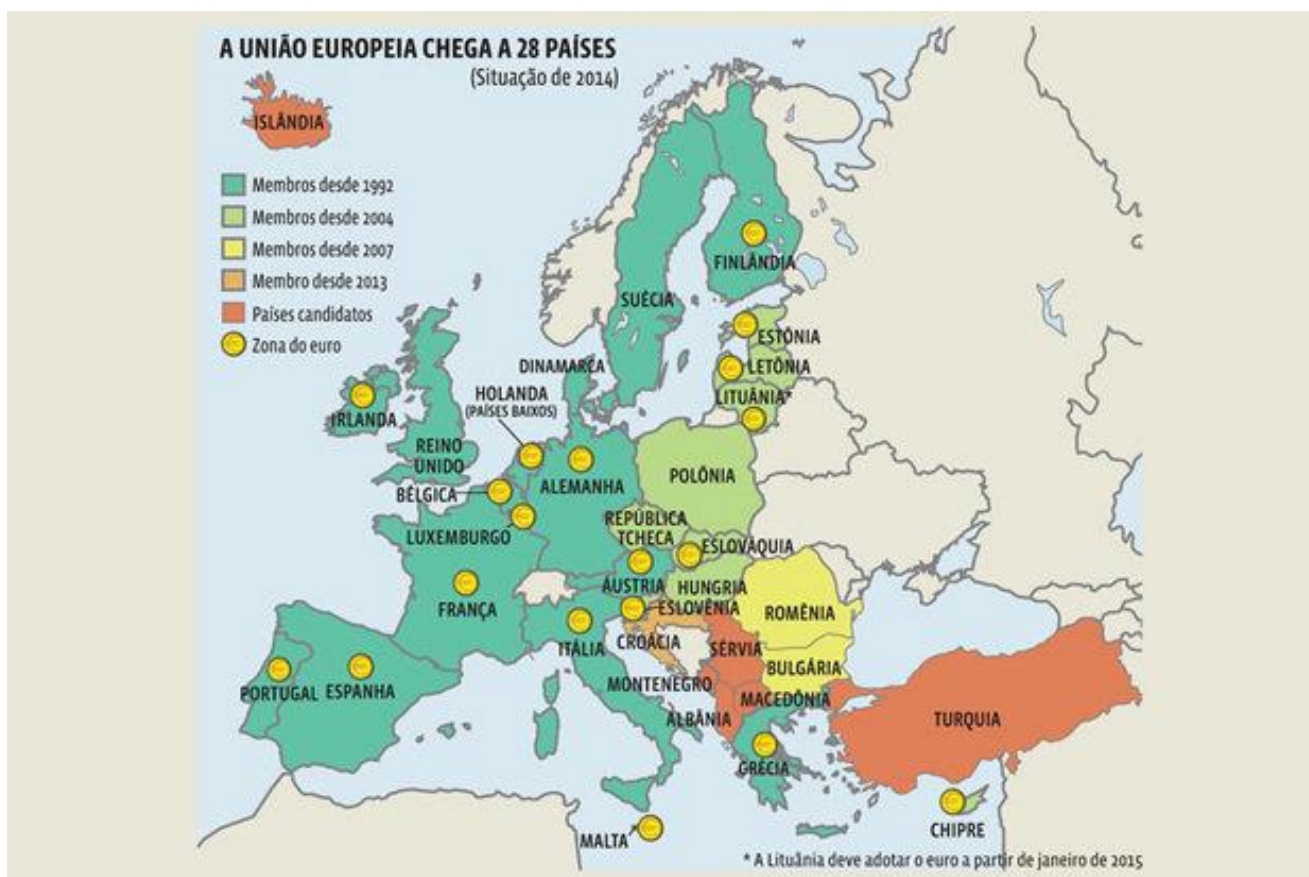 A UNIÃO EUROPEIA CHEGA A 28 PAÍSES
(Situação de 2014)
ISLÂNDIA
Membros desde 1992
Membros desde 2004
Membros desde 2007
Membro desde 2013
Países candidatos
Zona do euro
FINLÂNDIA
SUÉCIA
ESTÔNIA
DINAMARCA
LETÔNIA
HOLANDA
(PAÍSES BAIXOS)
LITUÂNIA*
IRLANDA
REINO
UNIDO
POLÔNIA
BÉLGICA
ALEMANHA
REPÚBLICA
TCHECA
LUXEMBURGO
ESLOVÁQUIA
ÁUSTRIA
HUNGRIA
FRANÇA
ESLOVÊNIA
ROMÊNIA
ITÁLIA
CROÁCIA
SÉRVIA
BULGÁRIA
PORTUGAL
ESPANHA
MONTENEGRO
MACEDÔNIA
ALBÂNIA
TURQUIA
GRÉCIA
CHIPRE
MALTA
* A Lituânia deve adotar o euro a partir de janeiro de 2015